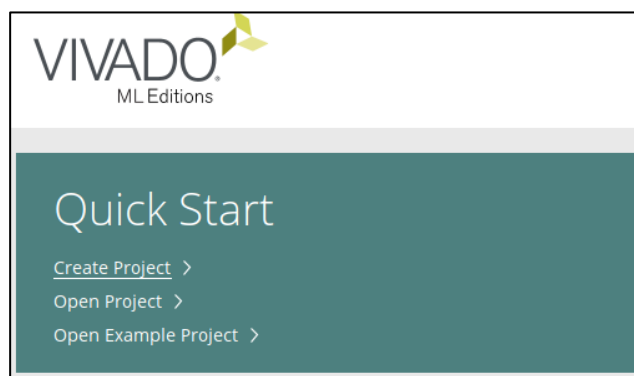 VIVADO.
ML Editions
Quick Start
Create Project >
Open Project >
Open Example Project >